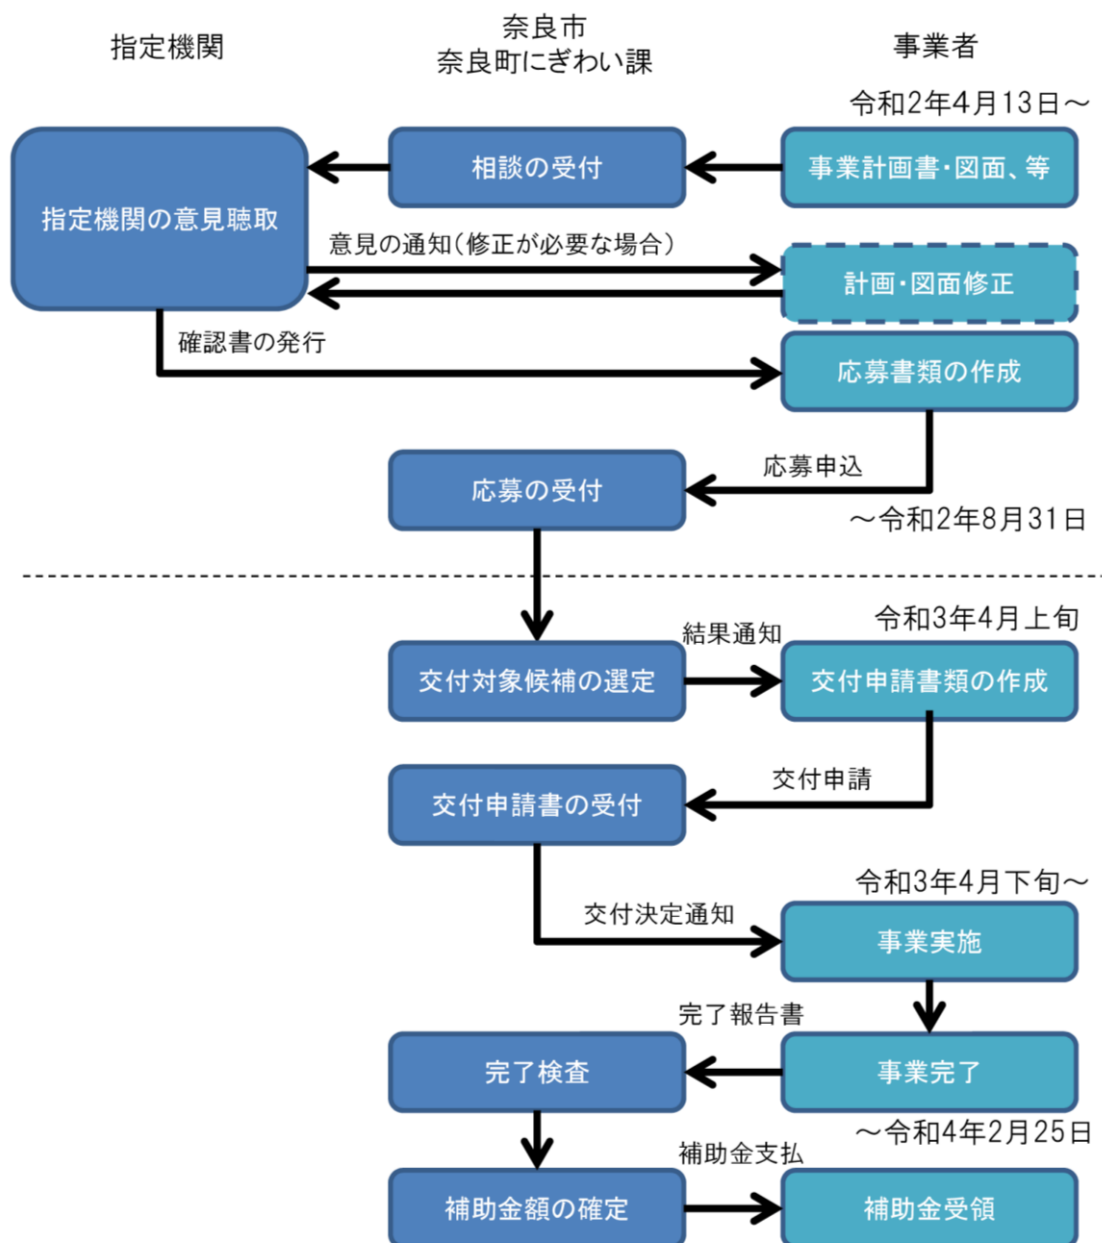 指定機関
奈良市
奈良町にぎわい課
事業者
令和2年4月13日~
事業計画書・図面、等
相談の受付
指定機関の意見聴取
意見の通知(修正が必要な場合)
計画・図面修正
確認書の発行
応募書類の作成
応募申込
応募の受付
~令和2年8月31日
令和3年4月上旬
交付対象候補の選定
結果通知
交付申請書類の作成
交付申請
交付申請書の受付
令和3年4月下旬~
交付決定通知
事業実施
完了報告書
完了検査
事業完了
~令和4年2月25日
補助金支払
補助金額の確定
補助金受領